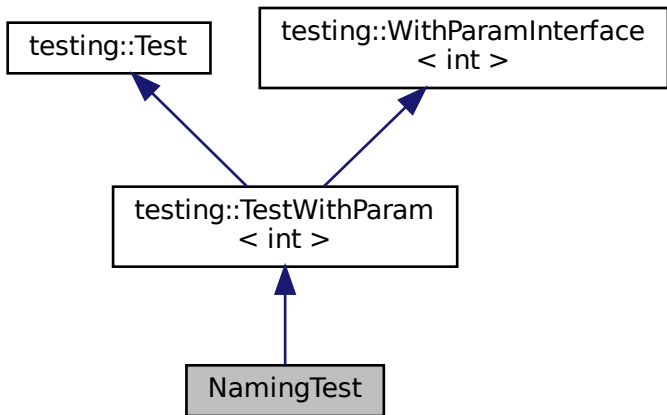 testing::Test
testing::WithParamInterface
< int >
testing::TestWithParam
< int >
NamingTest